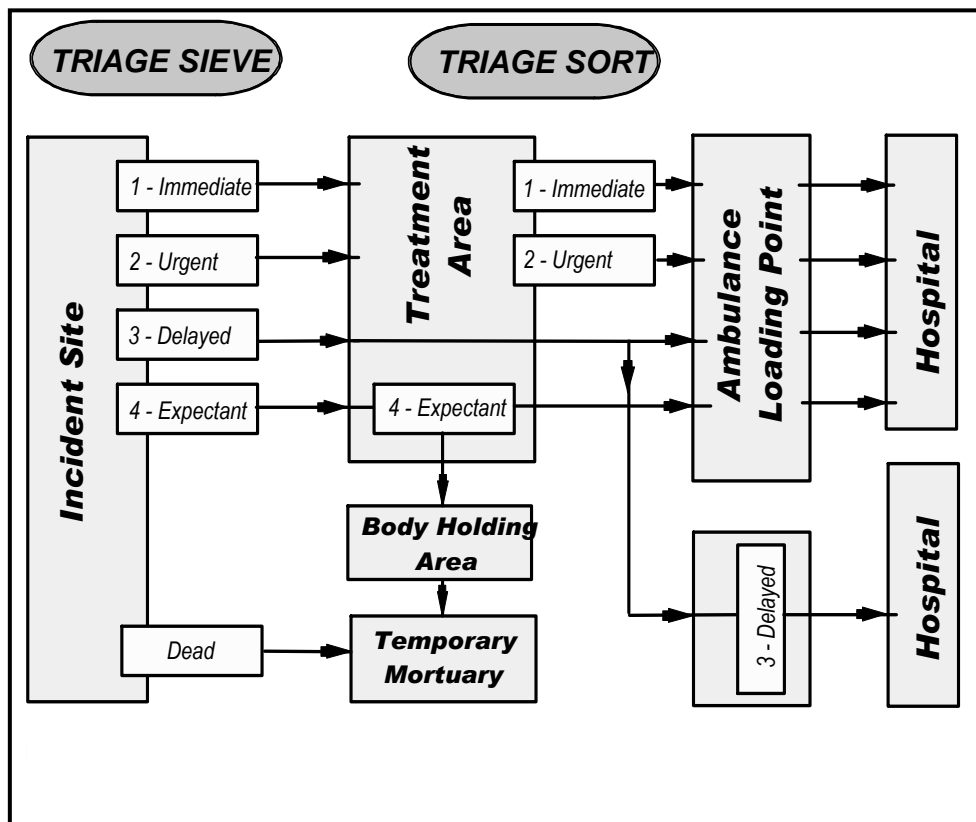 TRIAGE SIEVE
TRIAGE SORT
Incident Site
1 - Immediate
2 - Urgent
3 - Delayed
4 - Expectant
Dead
Treatment
Area
4 - Expectant
Body Holding
Area
Temporary
Mortuary
1 - Immediate
2 - Urgent
Ambulance
Loading Point
3 - Delayed
Hospital
Hospital